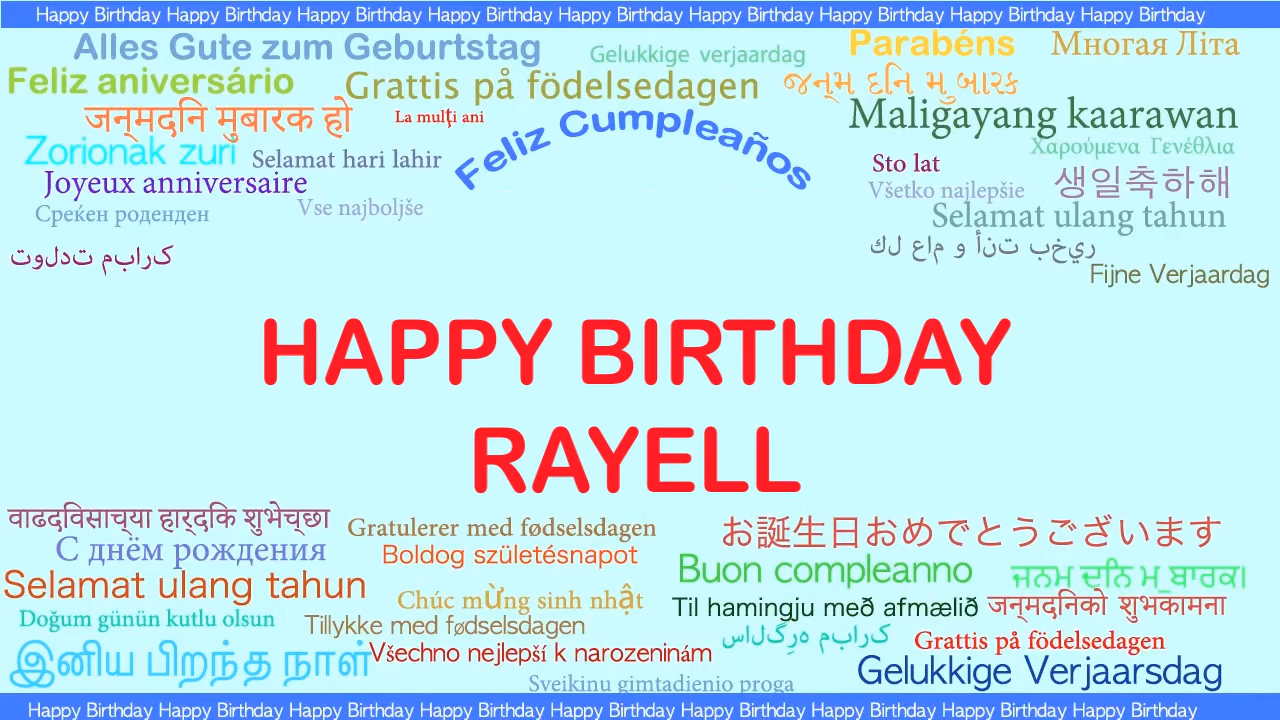 Happy Birthday Happy Birthday Happy Birthday Happy Birthday Happy Birthday Happy Birthday Happy Birthday Happy Birthday Happy Birthday
Alles Gute zum Geburtstag
Gelukkige verjaardag
Parabéns
Многая Літа
Feliz aniversário
Grattis på födelsedagen
જન્મ દિન મુબારક
जन्मदिन मुबारक हो
La mulţi ani
Feliz Cumpleaños
Maligayang kaarawan
Zorionak zuri
Selamat hari lahir
Sto lat
Χαρούμενα Γενέθλια
Joyeux anniversaire
Všetko najlepšie
생일축하해
Среќен роденден
Vse najboljše
Selamat ulang tahun
تولدت مبارک
كل عام و أنت بخير
Fijne Verjaardag
HAPPY BIRTHDAY
RAYELL
वाढदिवसाच्या हार्दिक शुभेच्छा
Gratulerer med fødselsdagen
お誕生日おめでとうございます
С днём рождения
Boldog születésnapot
Buon compleanno
ਜਨਮ ਦਿਨ ਮੁਬਾਰਕ।
Selamat ulang tahun
Chúc mừng sinh nhật
Til hamingju með afmælið
जन्मदिनको शुभकामना
Doğum günün kutlu olsun
Tillykke med fødselsdagen
سالگرہ مبارک
Grattis på födelsedagen
இனிய பிறந்த நாள்
Všechno nejlepší k narozeninám
Gelukkige Verjaarsdag
Sveikinu gimtadienio proga
Happy Birthday Happy Birthday Happy Birthday Happy Birthday Happy Birthday Happy Birthday Happy Birthday Happy Birthday Happy Birthday